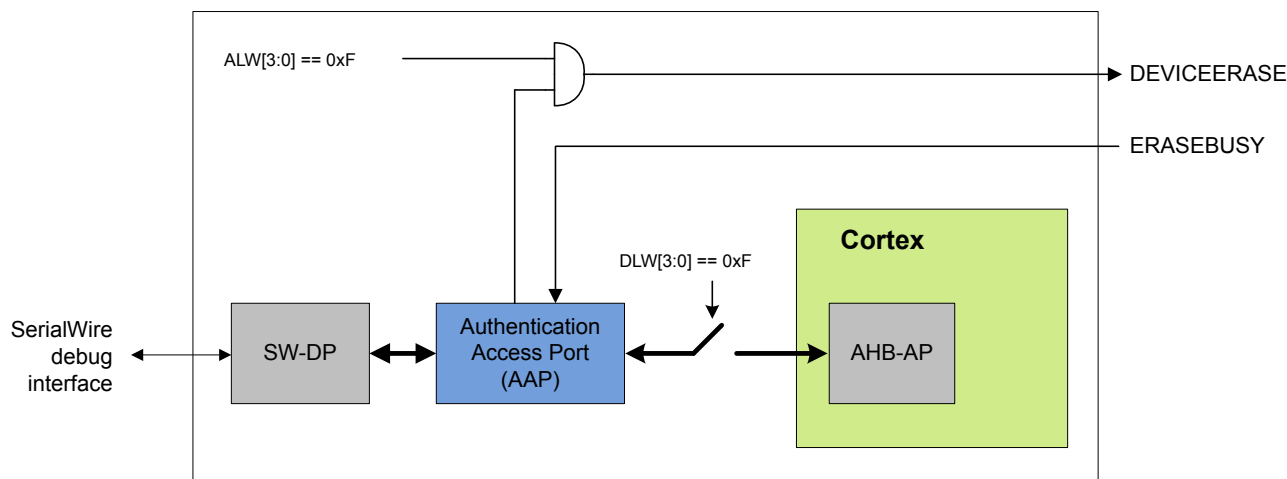 ALW[3:0] == 0xF
DEVICEERASE
ERASEBUSY
Cortex
DLW[3:0] == 0xF
SerialWire
debug
interface
SW-DP
Authentication
Access Port
(AAP)
AHB-AP